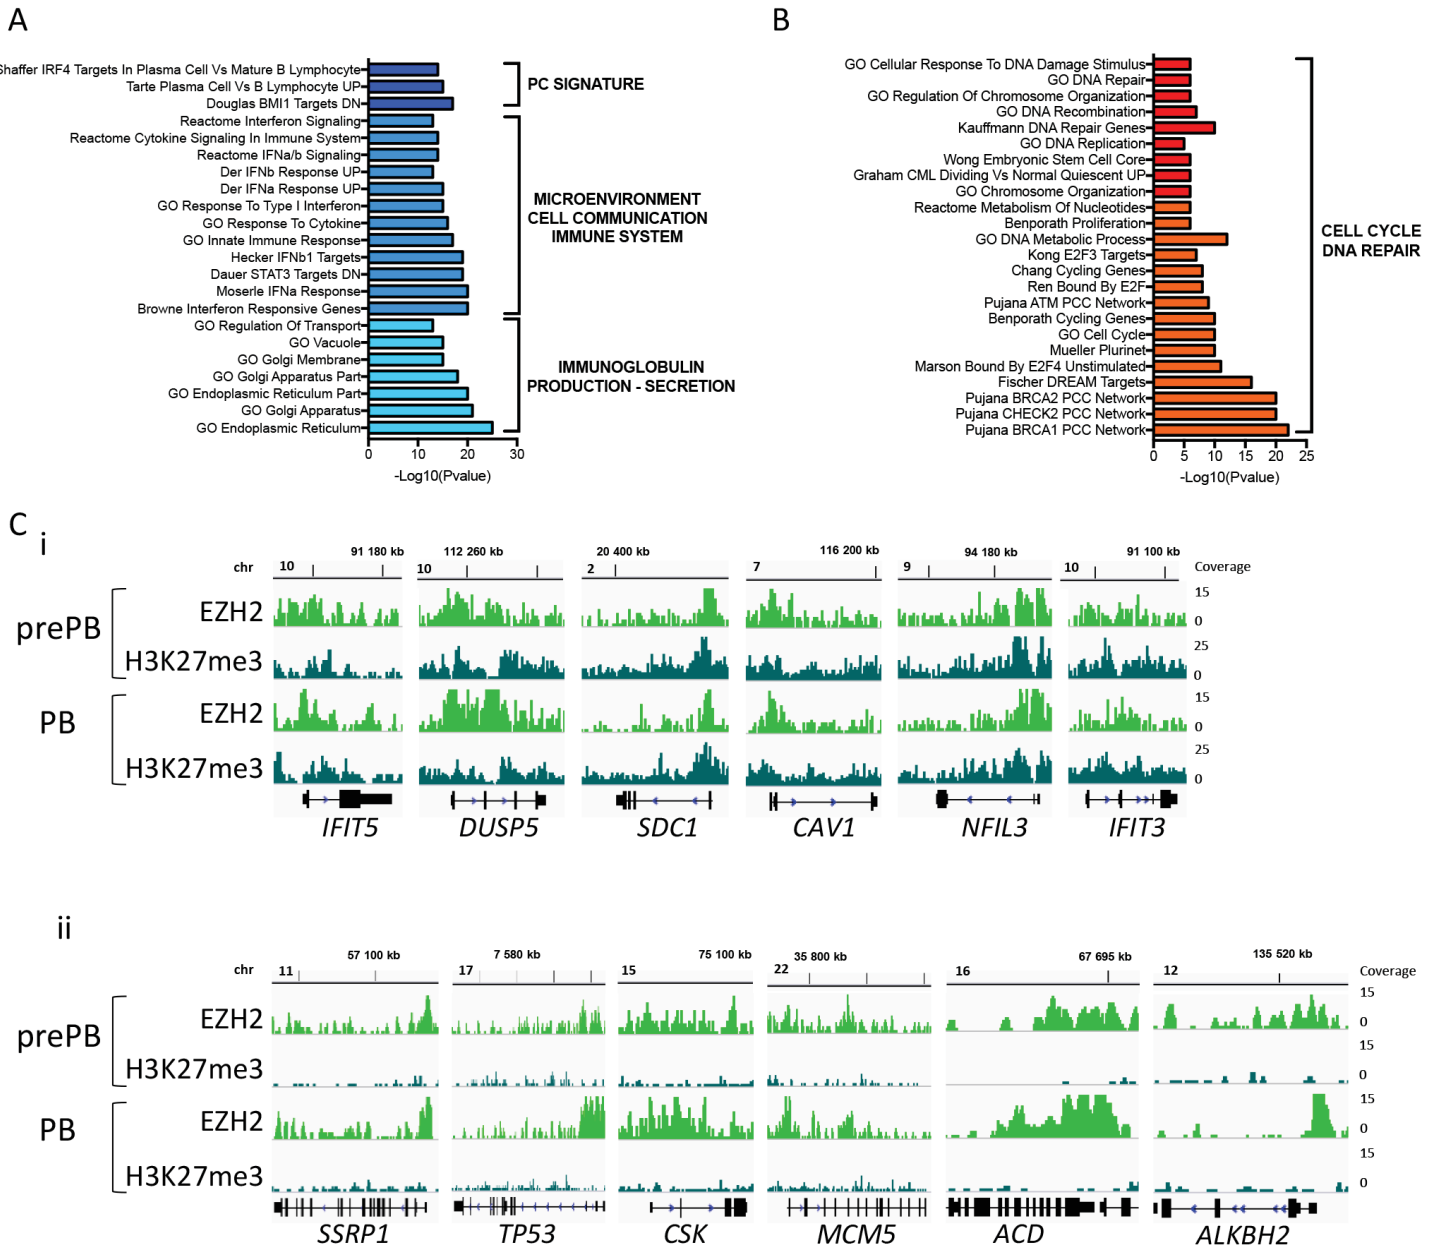 A
Shaffer IRF4 Targets In Plasma Cell Vs Mature B Lymphocyte
Tarte Plasma Cell Vs B Lymphocyte UP
Douglas BMI1 Targets DN
Reactome Interferon Signaling
Reactome Cytokine Signaling In Immune System
Reactome IFNa/b Signaling
Der IFNb Response UP
Der IFNa Response UP
GO Response To Type I Interferon
GO Response To Cytokine
GO Innate Immune Response
Hecker IFNb1 Targets
Dauer STAT3 Targets DN
Moserle IFNa Response
Browne Interferon Responsive Genes
GO Regulation Of Transport
GO Vacuole
GO Golgi Membrane
GO Golgi Apparatus Part
GO Endoplasmic Reticulum Part
GO Golgi Apparatus
GO Endoplasmic Reticulum
0 10 20 30
-Log10(Pvalue)
PC SIGNATURE
MICROENVIRONMENT
CELL COMMUNICATION
IMMUNE SYSTEM
IMMUNOGLOBULIN
PRODUCTION - SECRETION
B
GO Cellular Response To DNA Damage Stimulus
GO DNA Repair
GO Regulation Of Chromosome Organization
GO DNA Recombination
Kauffmann DNA Repair Genes
GO DNA Replication
Wong Embryonic Stem Cell Core
Graham CML Dividing Vs Normal Quiescent UP
GO Chromosome Organization
Reactome Metabolism Of Nucleotides
Benporath Proliferation
GO DNA Metabolic Process
Kong E2F3 Targets
Chang Cycling Genes
Ren Bound By E2F
Pujana ATM PCC Network
Benporath Cycling Genes
GO Cell Cycle
Mueller Plurinet
Marson Bound By E2F4 Unstimulated
Fischer DREAM Targets
Pujana BRCA2 PCC Network
Pujana CHECK2 PCC Network
Pujana BRCA1 PCC Network
0 5 10 15 20 25
-Log10(Pvalue)
CELL CYCLE
DNA REPAIR
C
i
91 180 kb 112 260 kb 20 400 kb 116 200 kb 94 180 kb 91 100 kb
chr 10 10 2 7 9 10 Coverage
prePB
EZH2 15 0
H3K27me3 25 0
PB
EZH2 15 0
H3K27me3 25 0
IFIT5 DUSP5 SDC1 CAV1 NFIL3 IFIT3
ii
57 100 kb 7 580 kb 75 100 kb 35 800 kb 67 695 kb 135 520 kb
chr 11 17 15 22 16 12 Coverage
prePB
EZH2 15 0
H3K27me3 15 0
PB
EZH2 15 0
H3K27me3 15 0
SSRP1 TP53 CSK MCM5 ACD ALKBH2